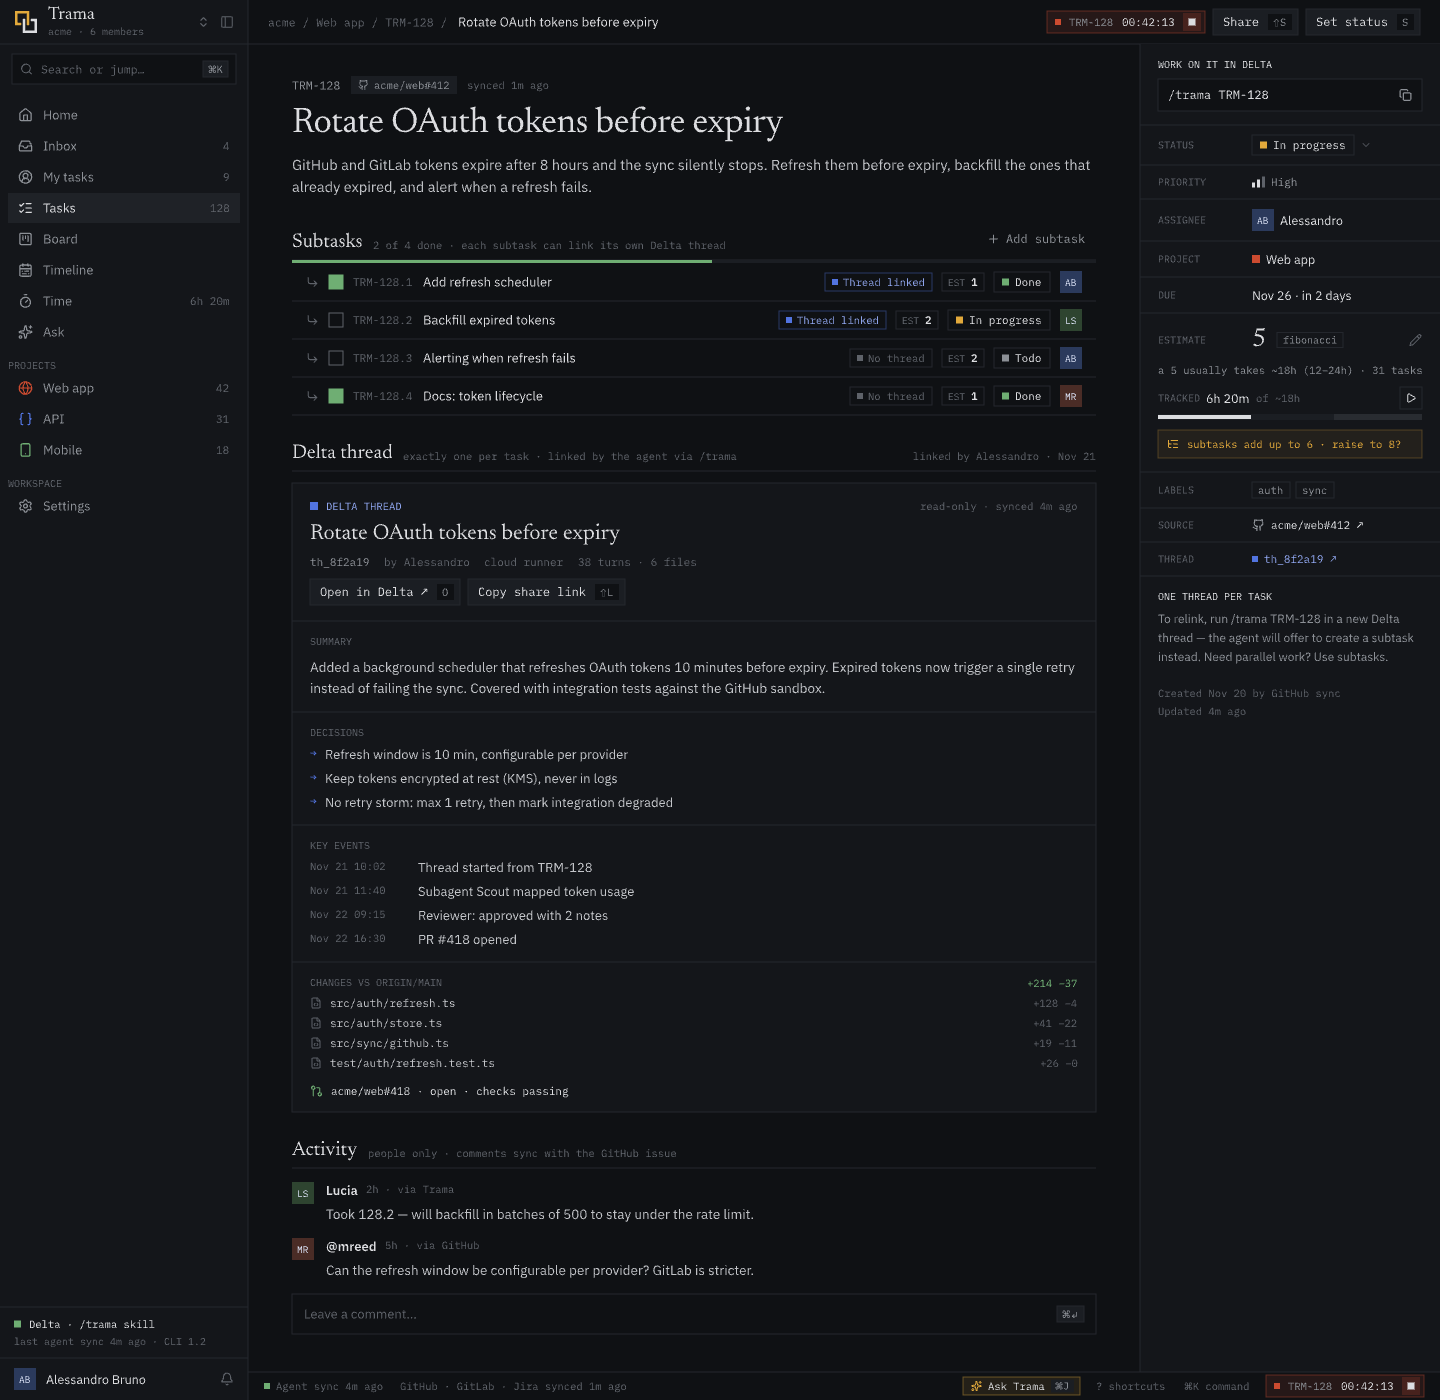 Trama
acme · 6 members
Search or jump… ⌘K
Home
Inbox 4
My tasks 9
Tasks 128
Board
Timeline
Time 6h 20m
Ask
PROJECTS
Web app 42
API 31
Mobile 18
WORKSPACE
Settings
Delta · /trama skill
last agent sync 4m ago · CLI 1.2
AB Alessandro Bruno
acme / Web app / TRM-128 / Rotate OAuth tokens before expiry
TRM-128 00:42:13
Share ⇧S
Set status S
TRM-128 acme/web#412 synced 1m ago
Rotate OAuth tokens before expiry
GitHub and GitLab tokens expire after 8 hours and the sync silently stops. Refresh them before expiry, backfill the ones that
already expired, and alert when a refresh fails.
Subtasks 2 of 4 done · each subtask can link its own Delta thread + Add subtask
TRM-128.1 Add refresh scheduler Thread linked EST 1 Done AB
TRM-128.2 Backfill expired tokens Thread linked EST 2 In progress LS
TRM-128.3 Alerting when refresh fails No thread EST 2 Todo AB
TRM-128.4 Docs: token lifecycle No thread EST 1 Done MR
Delta thread exactly one per task · linked by the agent via /trama linked by Alessandro · Nov 21
DELTA THREAD read-only · synced 4m ago
Rotate OAuth tokens before expiry
th_8f2a19 by Alessandro cloud runner 38 turns · 6 files
Open in Delta ↗ O Copy share link ⇧L
SUMMARY
Added a background scheduler that refreshes OAuth tokens 10 minutes before expiry. Expired tokens now trigger a single retry
instead of failing the sync. Covered with integration tests against the GitHub sandbox.
DECISIONS
→ Refresh window is 10 min, configurable per provider
→ Keep tokens encrypted at rest (KMS), never in logs
→ No retry storm: max 1 retry, then mark integration degraded
KEY EVENTS
Nov 21 10:02 Thread started from TRM-128
Nov 21 11:40 Subagent Scout mapped token usage
Nov 22 09:15 Reviewer: approved with 2 notes
Nov 22 16:30 PR #418 opened
CHANGES VS ORIGIN/MAIN +214 −37
src/auth/refresh.ts +128 −4
src/auth/store.ts +41 −22
src/sync/github.ts +19 −11
test/auth/refresh.test.ts +26 −0
acme/web#418 · open · checks passing
Activity people only · comments sync with the GitHub issue
LS Lucia 2h · via Trama
Took 128.2 — will backfill in batches of 500 to stay under the rate limit.
MR @mreed 5h · via GitHub
Can the refresh window be configurable per provider? GitLab is stricter.
Leave a comment… ⌘↵
WORK ON IT IN DELTA
/trama TRM-128
STATUS In progress
PRIORITY High
ASSIGNEE AB Alessandro
PROJECT Web app
DUE Nov 26 · in 2 days
ESTIMATE 5 fibonacci
a 5 usually takes ~18h (12–24h) · 31 tasks
TRACKED 6h 20m of ~18h
subtasks add up to 6 · raise to 8?
LABELS auth sync
SOURCE acme/web#412 ↗
THREAD th_8f2a19 ↗
ONE THREAD PER TASK
To relink, run /trama TRM-128 in a new Delta
thread — the agent will offer to create a subtask
instead. Need parallel work? Use subtasks.
Created Nov 20 by GitHub sync
Updated 4m ago
Agent sync 4m ago GitHub · GitLab · Jira synced 1m ago Ask Trama ⌘J ? shortcuts ⌘K command TRM-128 00:42:13